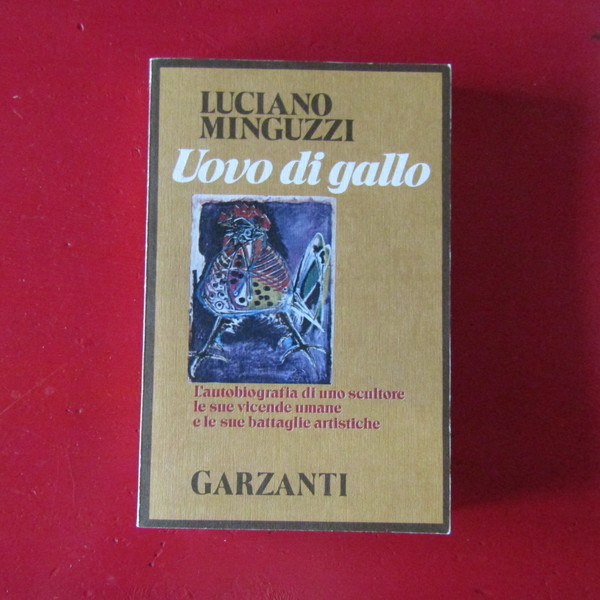 LUCIANO
MINGUZZI
Uovo di gallo
L'autobiografia di uno scultore
le sue vicende umane
e le sue battaglie artistiche
GARZANTI